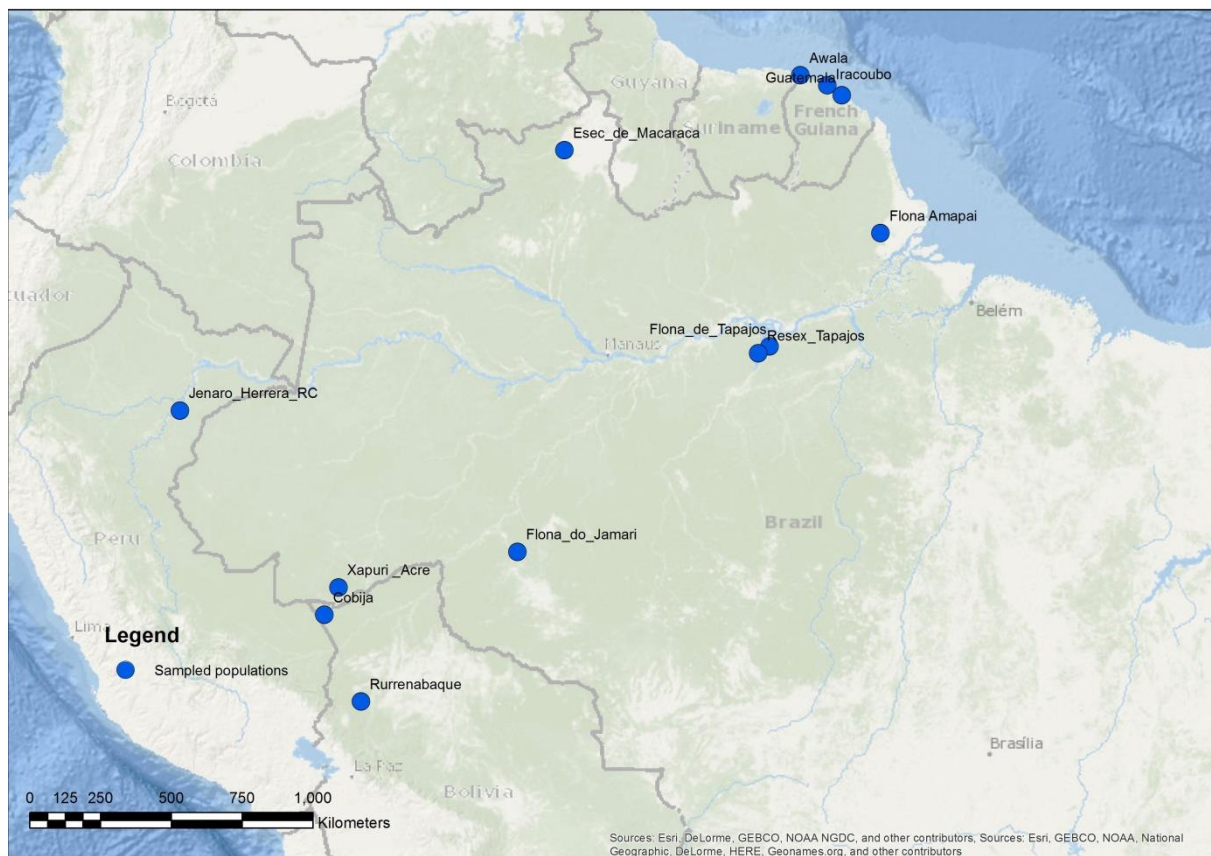 Awala
Guatemala
Iracoubo
Guyana
Suriname
French
Guiana
Bogotá
Esec_de_Macaraca
Colombia
Flona Amapai
Ecuador
Belém
Flona_de_Tapajos
Resex_Tapajos
Manaus
Jenaro_Herrera_RC
Brazil
Flona_do_Jamari
Peru
Xapuri _Acre
Cobija
Lima
Legend
Sampled populations
Rurrenabaque
Brasília
La Paz
Bolivia
0 125 250 500 750 1,000
Kilometers
Sources: Esri, DeLorme, GEBCO, NOAA NGDC, and other contributors, Sources: Esri, GEBCO, NOAA, National
Geographic, DeLorme, HERE, Geonames.org, and other contributors